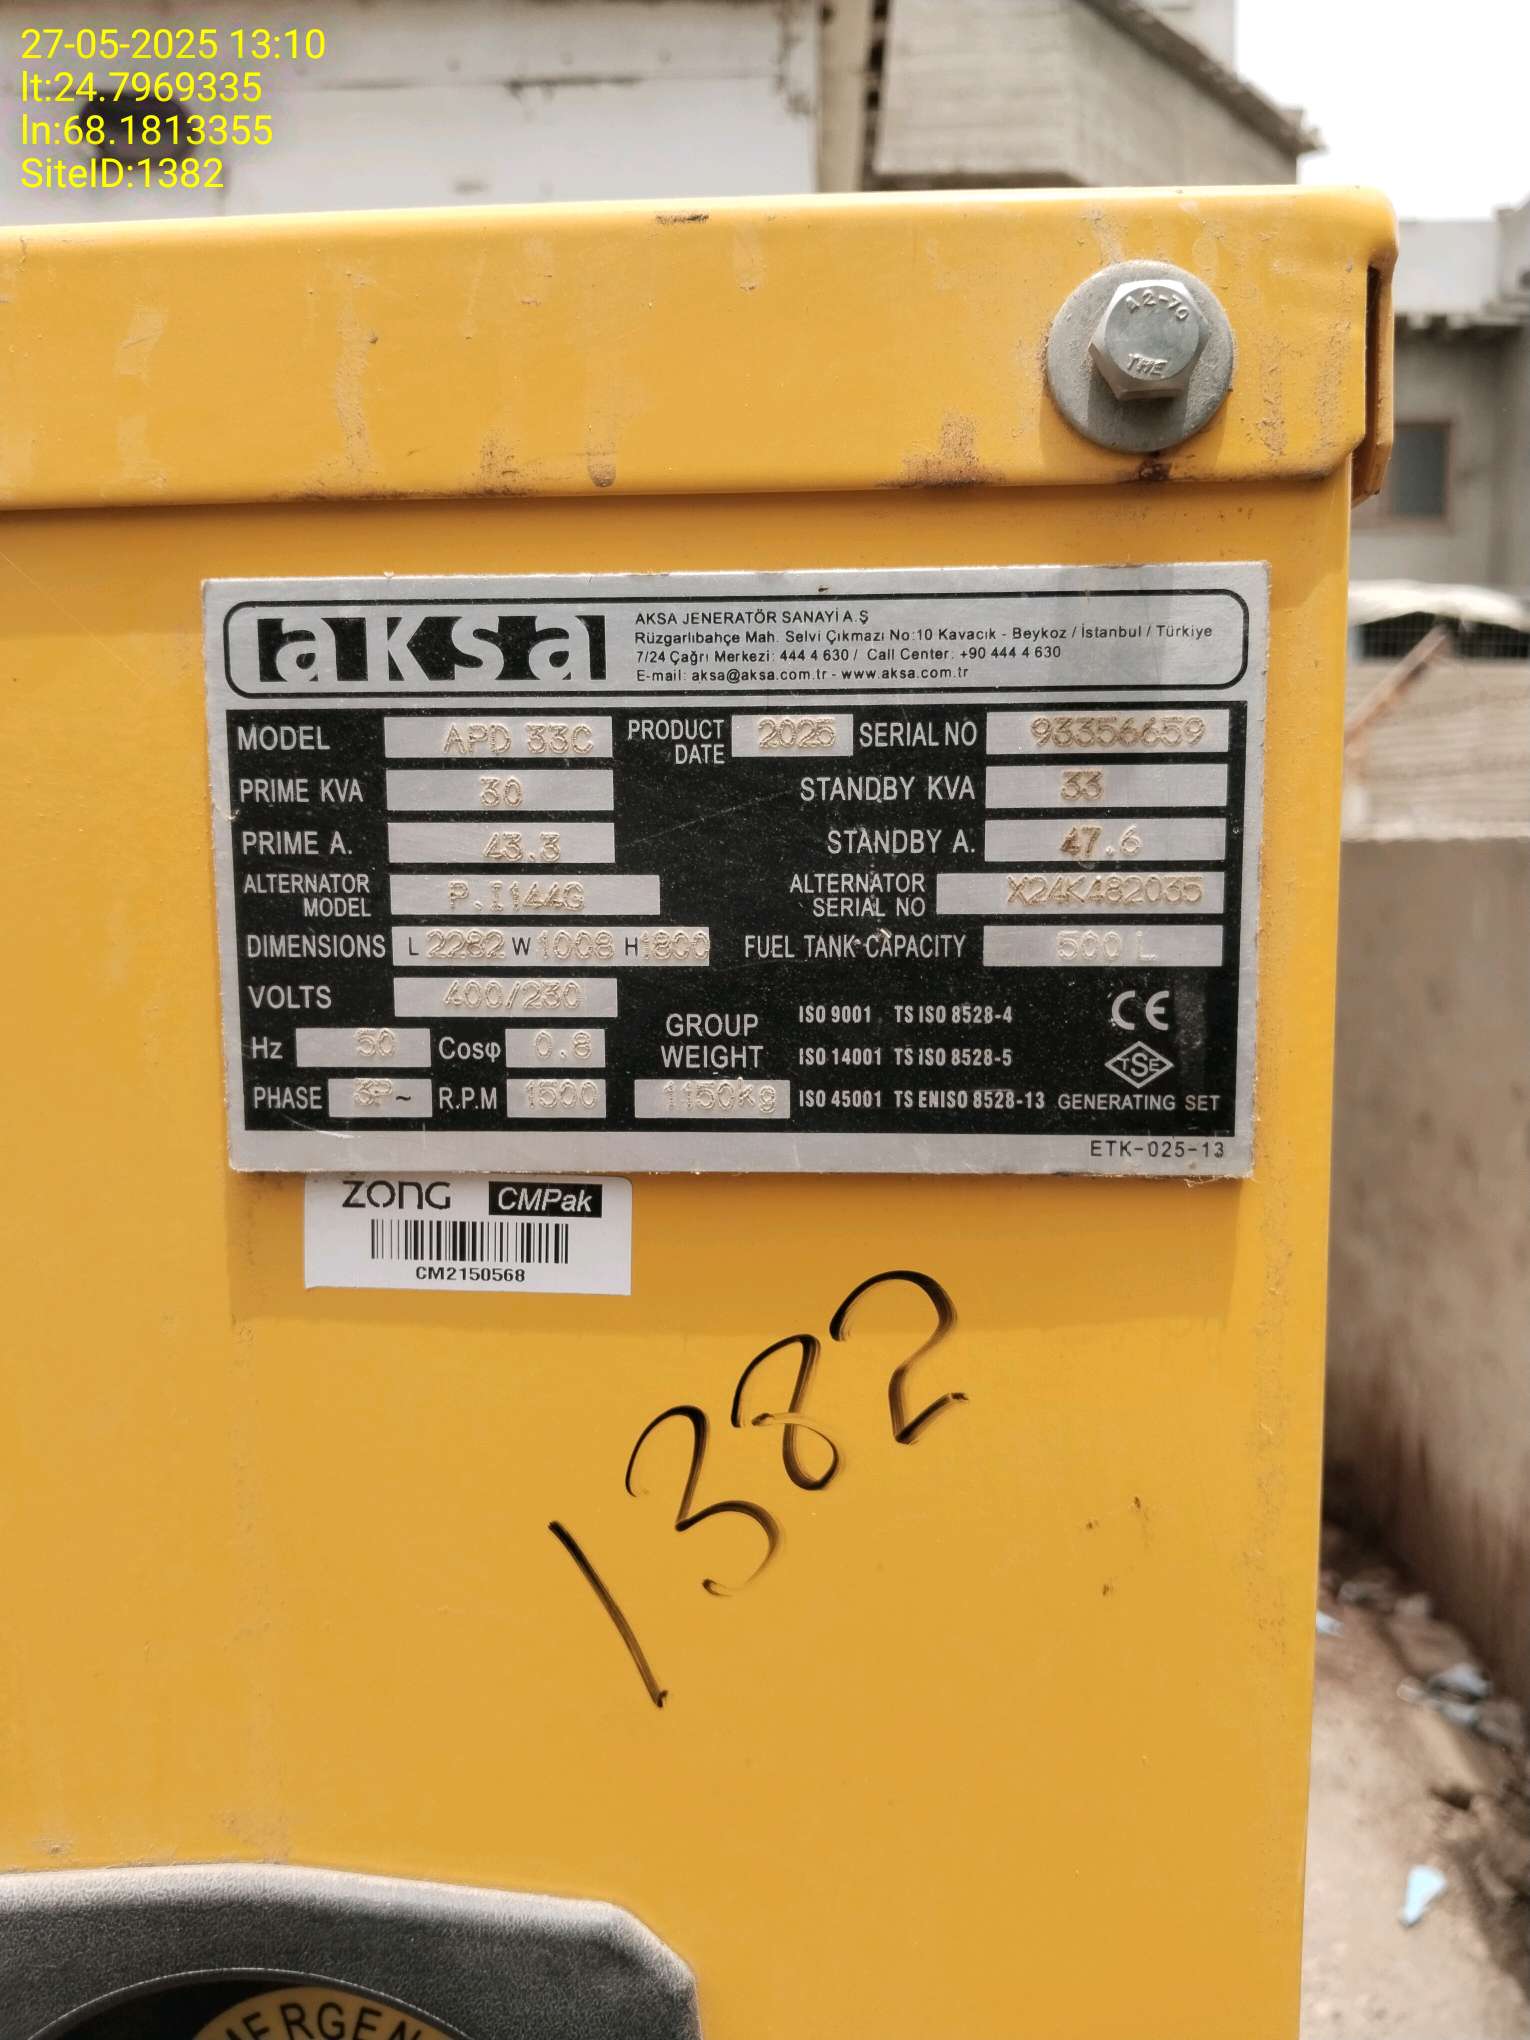 27-05-2025 13:10
lt:24.7969335
ln:68.1813355
SiteID:1382
A2-70
THE
aksa
AKSA JENERATÖR SANAYİ A.Ş
Rüzgarlıbahçe Mah. Selvi Çıkmazı No:10 Kavacık - Beykoz / İstanbul / Türkiye
7/24 Çağrı Merkezi: 444 4 630 / Call Center: +90 444 4 630
E-mail: aksa@aksa.com.tr - www.aksa.com.tr
MODEL APD 33C PRODUCT DATE 2025 SERIAL NO 93356659
PRIME KVA 30 STANDBY KVA 33
PRIME A. 43.3 STANDBY A. 47.6
ALTERNATOR MODEL P.I144G ALTERNATOR SERIAL NO X24K482035
DIMENSIONS L 2282 W 1008 H 1800 FUEL TANK CAPACITY 500 L
VOLTS 400/230
Hz 50 Cosφ 0.8
PHASE 3P~ R.P.M 1500
GROUP WEIGHT 1150kg
ISO 9001 TS ISO 8528-4
ISO 14001 TS ISO 8528-5
ISO 45001 TS EN ISO 8528-13
CE
TSE
GENERATING SET
ETK-025-13
ZONG CMPak
CM2150568
1382